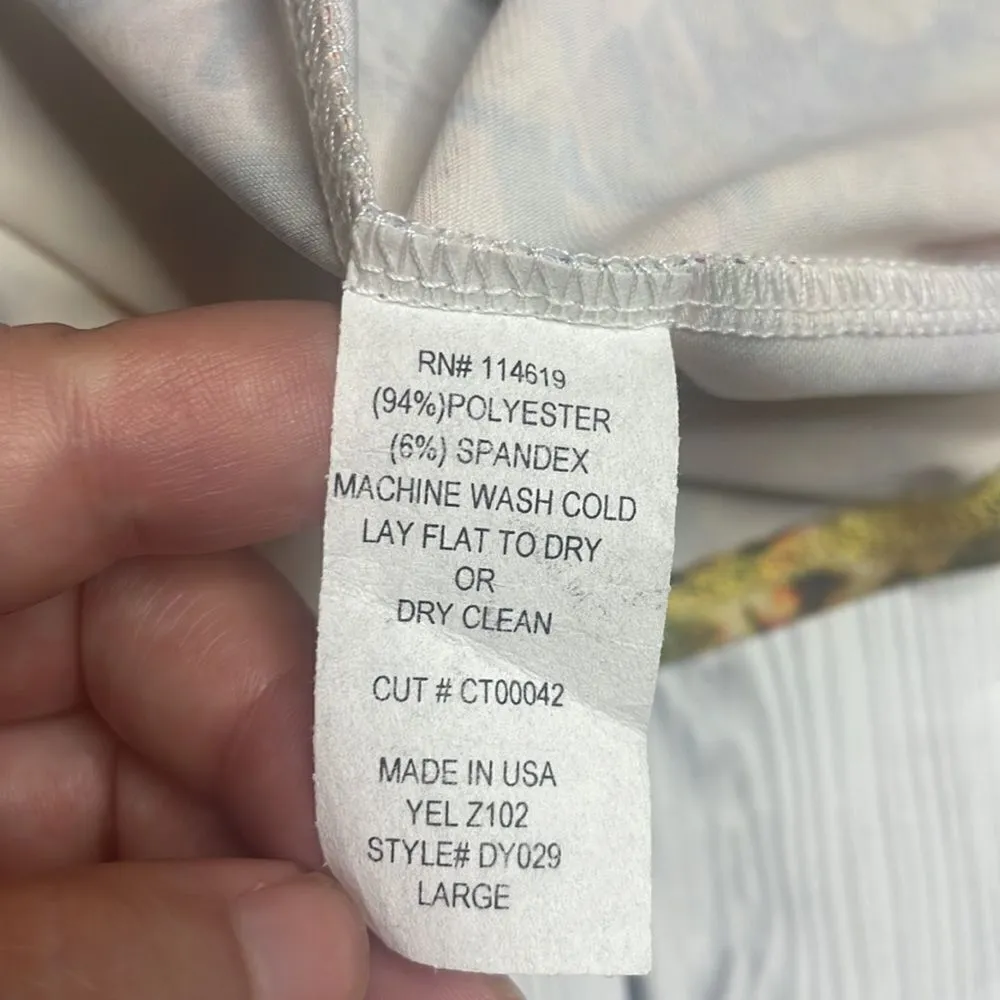 RN# 114619
(94%)POLYESTER
(6%) SPANDEX
MACHINE WASH COLD
LAY FLAT TO DRY
OR
DRY CLEAN
CUT # CT00042
MADE IN USA
YEL Z102
STYLE# DY029
LARGE